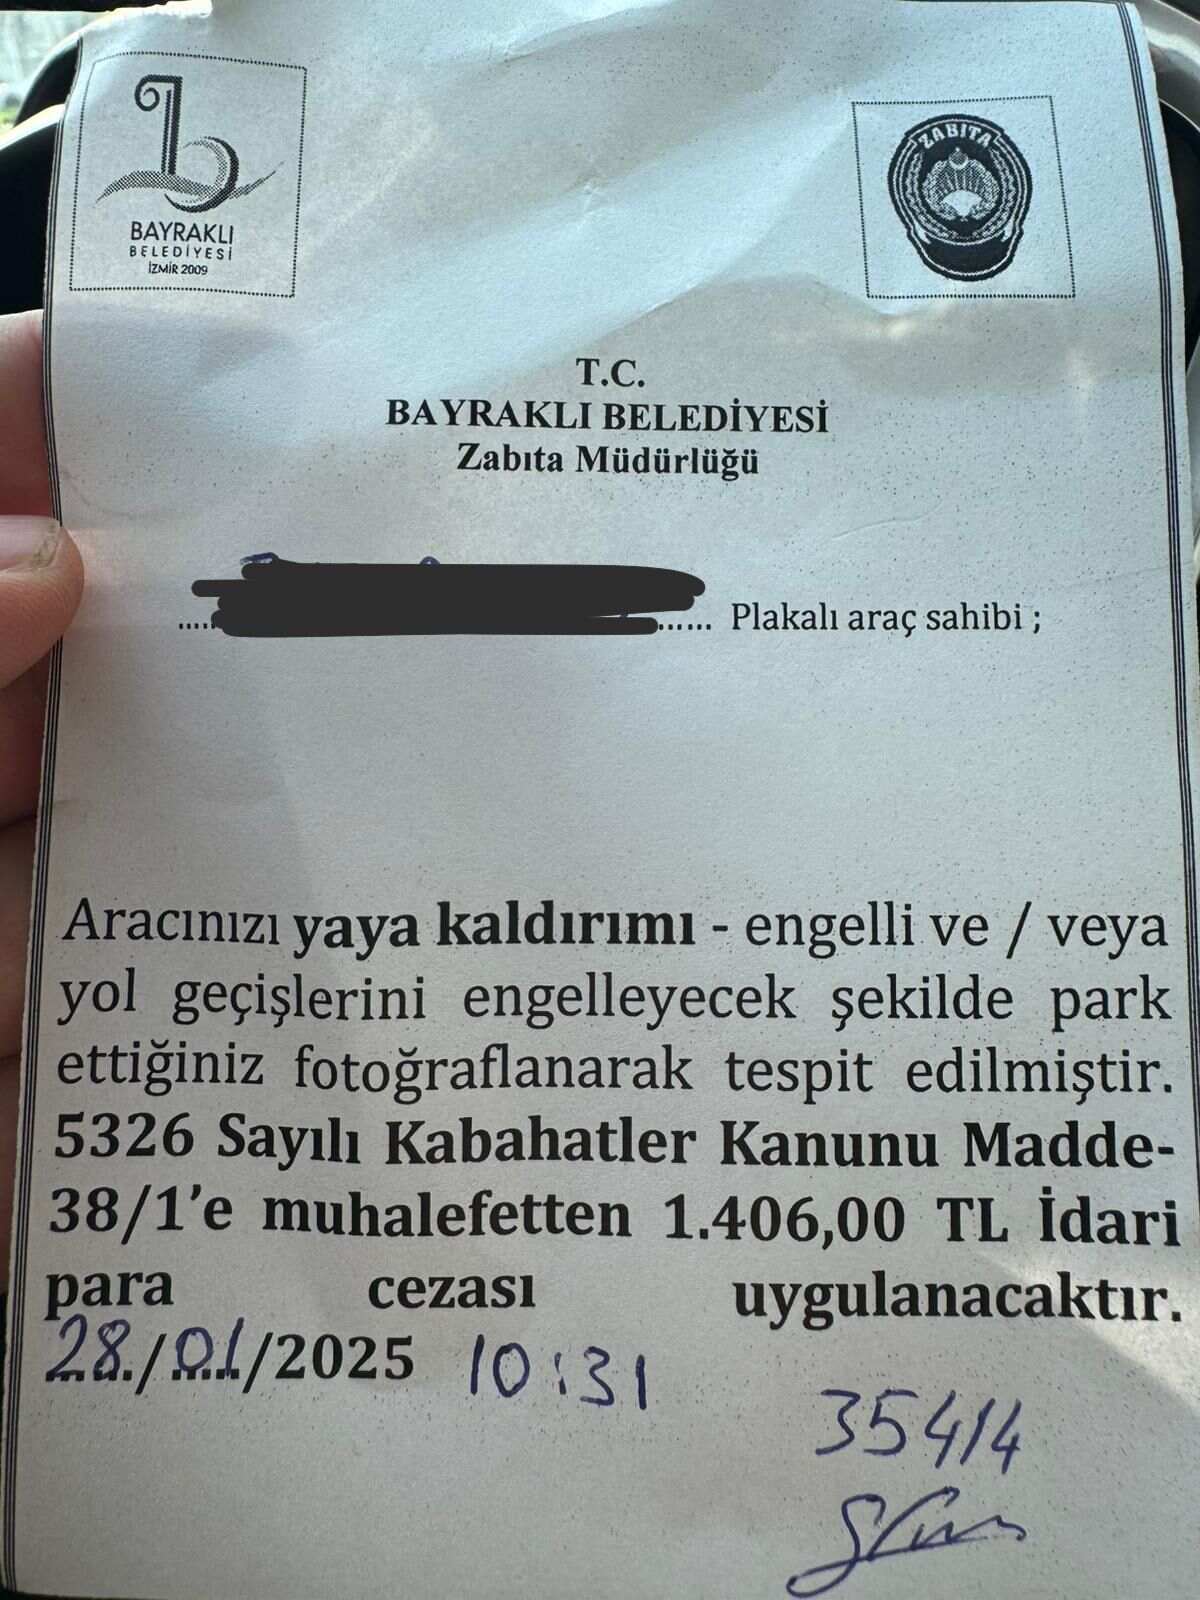 BAYRAKLI
BELEDİYESİ
İZMİR 2009
ZABITA
T.C.
BAYRAKLI BELEDİYESİ
Zabıta Müdürlüğü
Plakalı araç sahibi ;
Aracınızı yaya kaldırımı - engelli ve / veya
yol geçişlerini engelleyecek şekilde park
ettiğiniz fotoğraflanarak tespit edilmiştir.
5326 Sayılı Kabahatler Kanunu Madde-
38/1'e muhalefetten 1.406,00 TL İdari
para cezası uygulanacaktır.
28/01/2025 10:31
35414